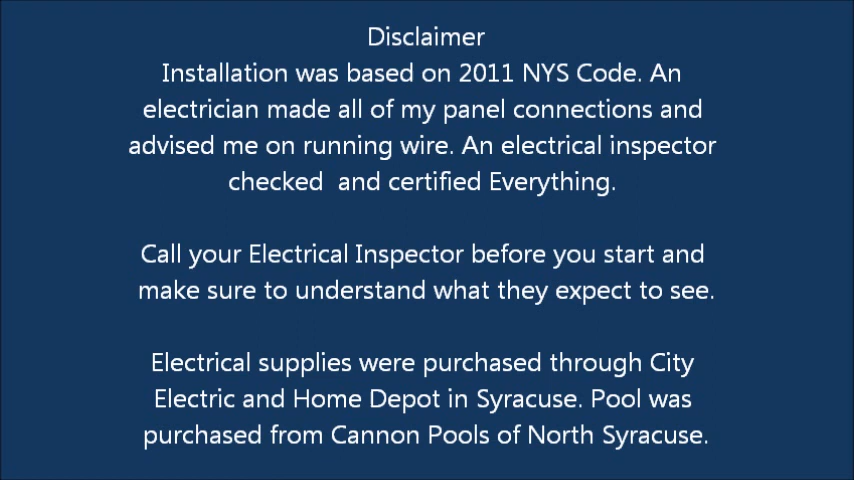 Disclaimer
Installation was based on 2011 NYS Code. An
electrician made all of my panel connections and
advised me on running wire. An electrical inspector
checked  and certified Everything.
Call your Electrical Inspector before you start and
make sure to understand what they expect to see.
Electrical supplies were purchased through City
Electric and Home Depot in Syracuse. Pool was
purchased from Cannon Pools of North Syracuse.